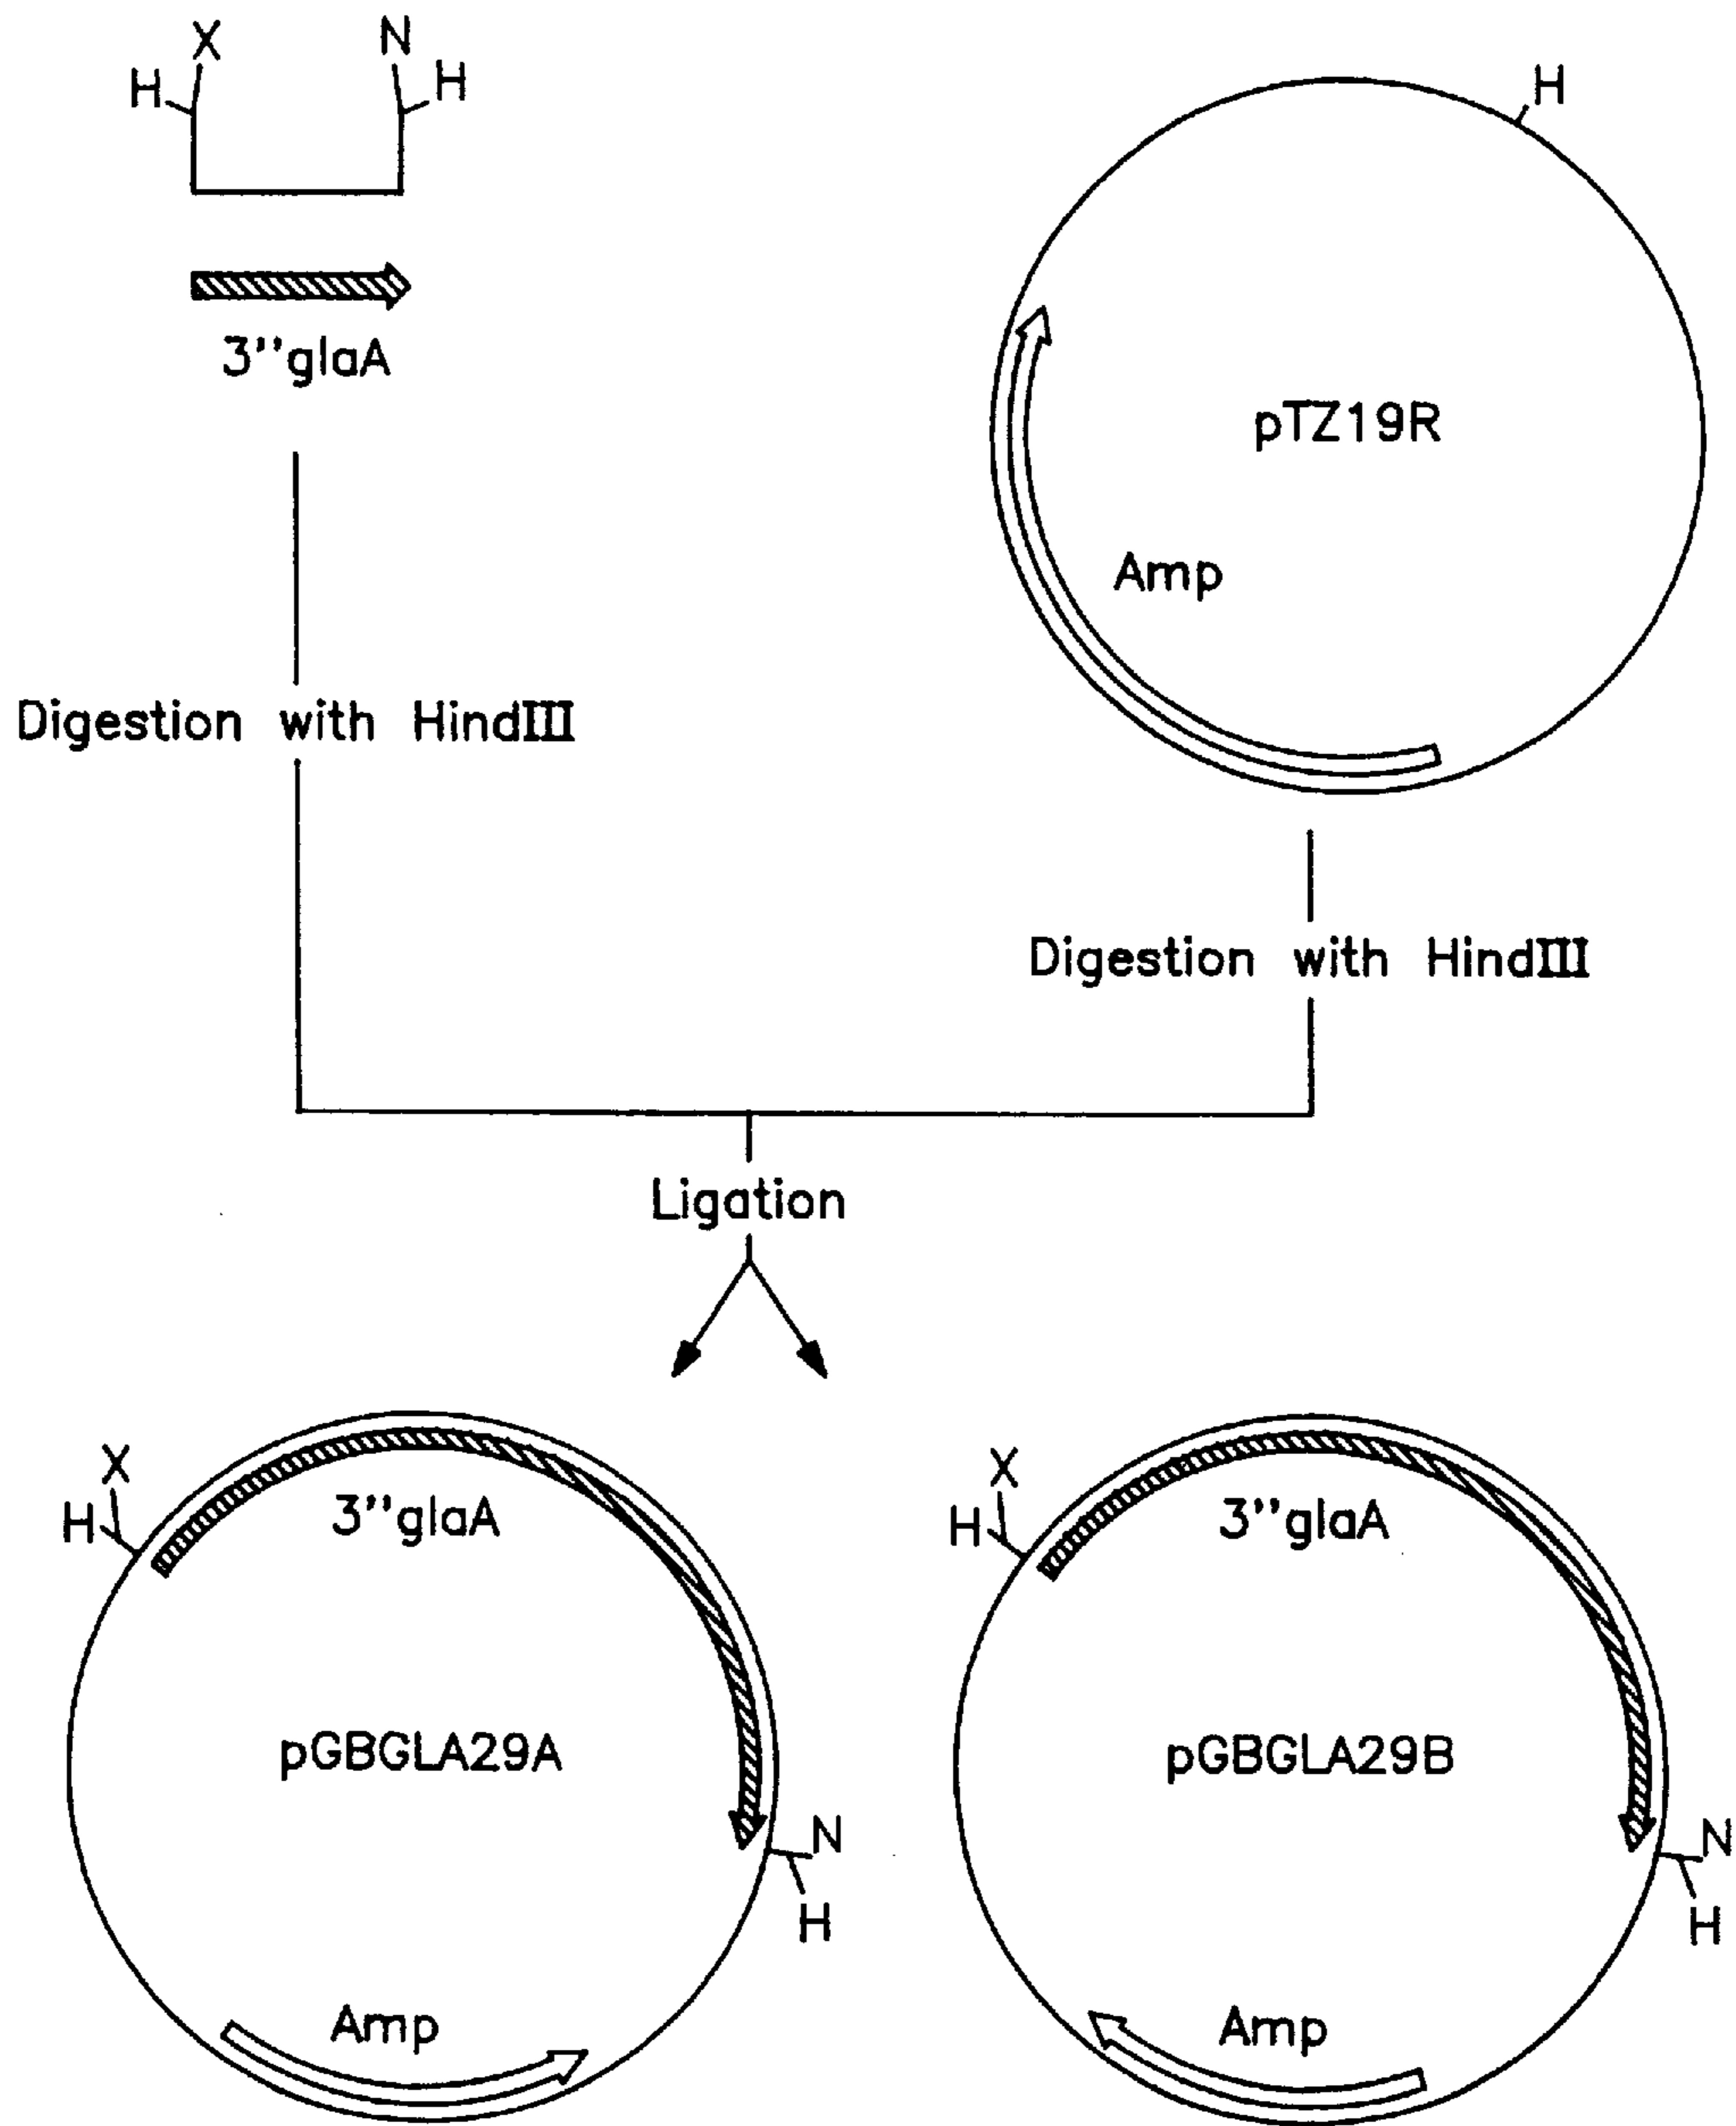 X N
H H
H
3"glaA
pTZ19R
Amp
Digestion with HindIII
Digestion with HindIII
Ligation
X
H
3"glaA
pGBGLA29A
N
H
Amp
X
H
3"glaA
pGBGLA29B
N
H
Amp